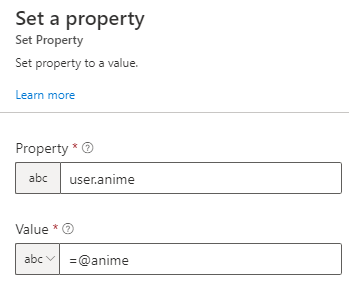 Set a property
Set Property
Set property to a value.
Learn more
Property * ?
abc user.anime
Value * ?
abc =@anime